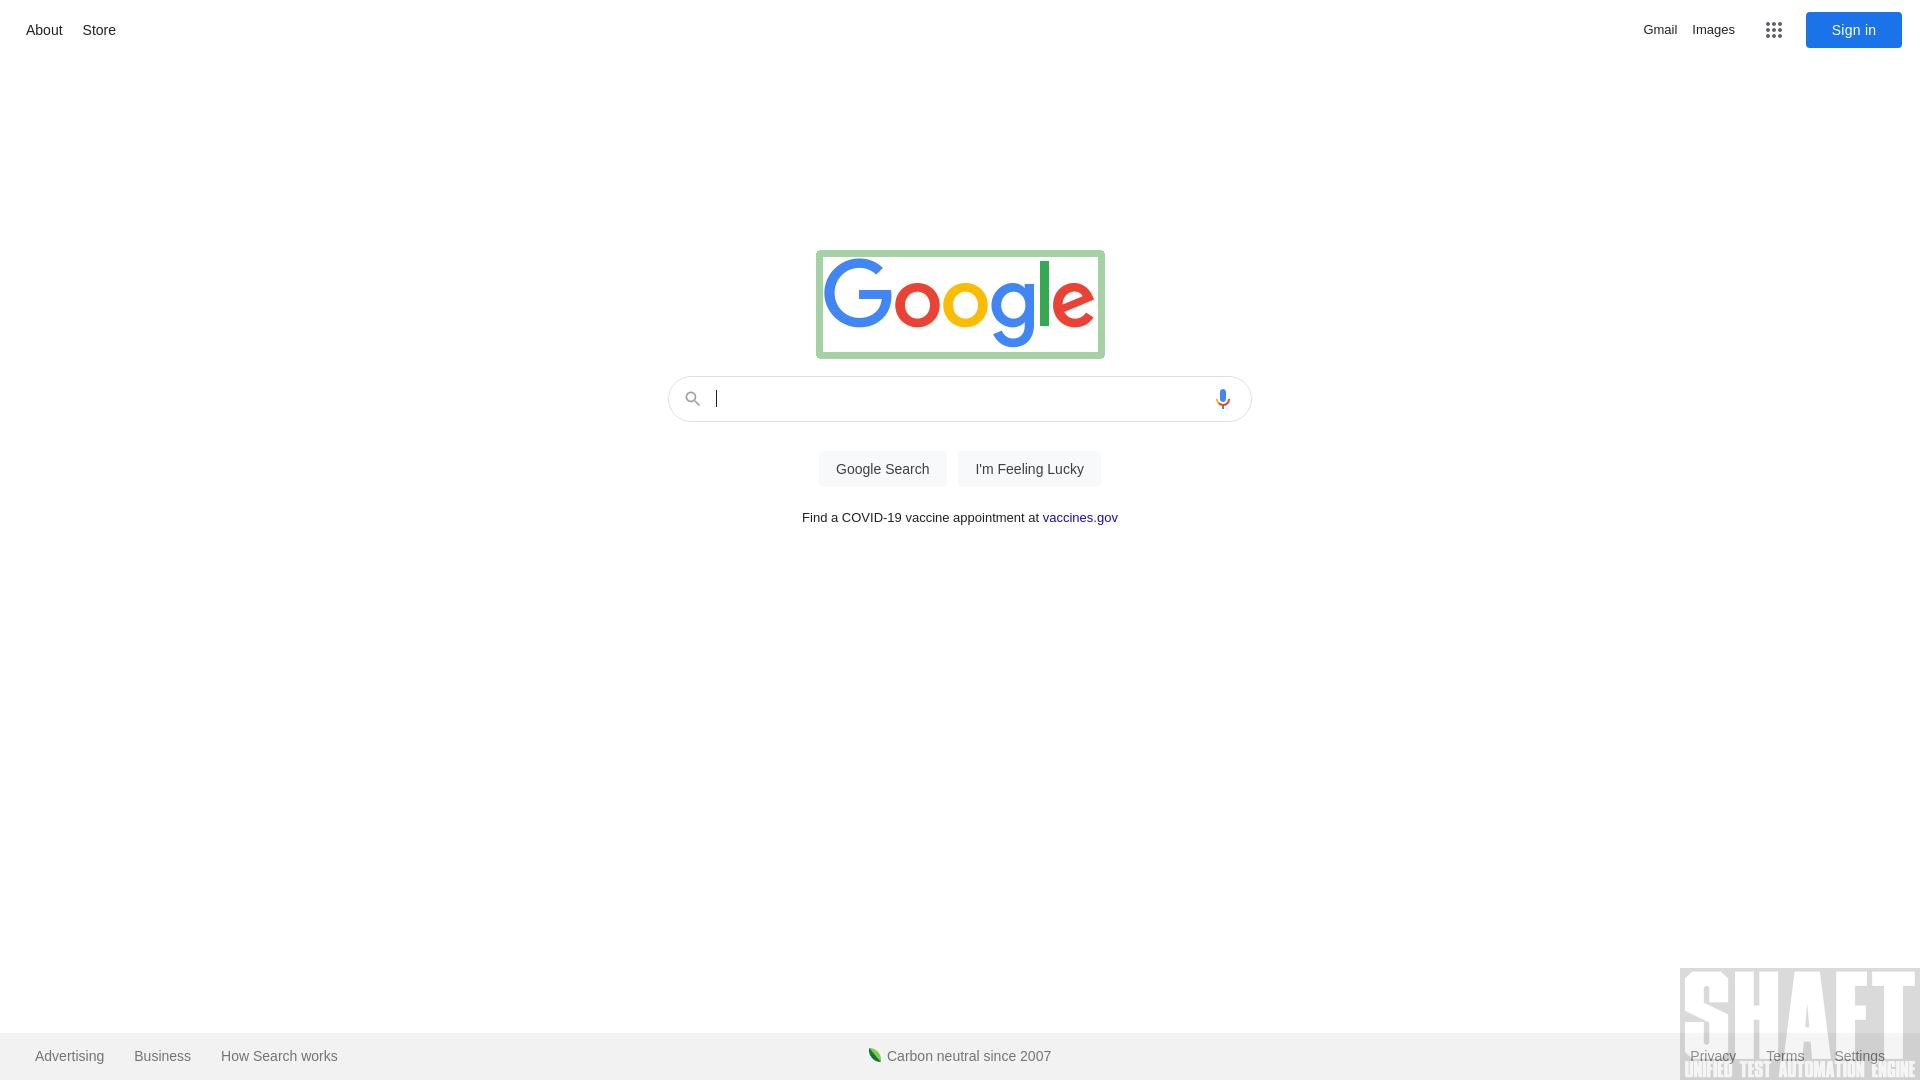 About Store
Gmail Images Sign in
Google
Google Search I'm Feeling Lucky
Find a COVID-19 vaccine appointment at vaccines.gov
SHAFT
Advertising Business How Search works
Carbon neutral since 2007
Privacy Terms Settings
UNIFIED TEST AUTOMATION ENGINE